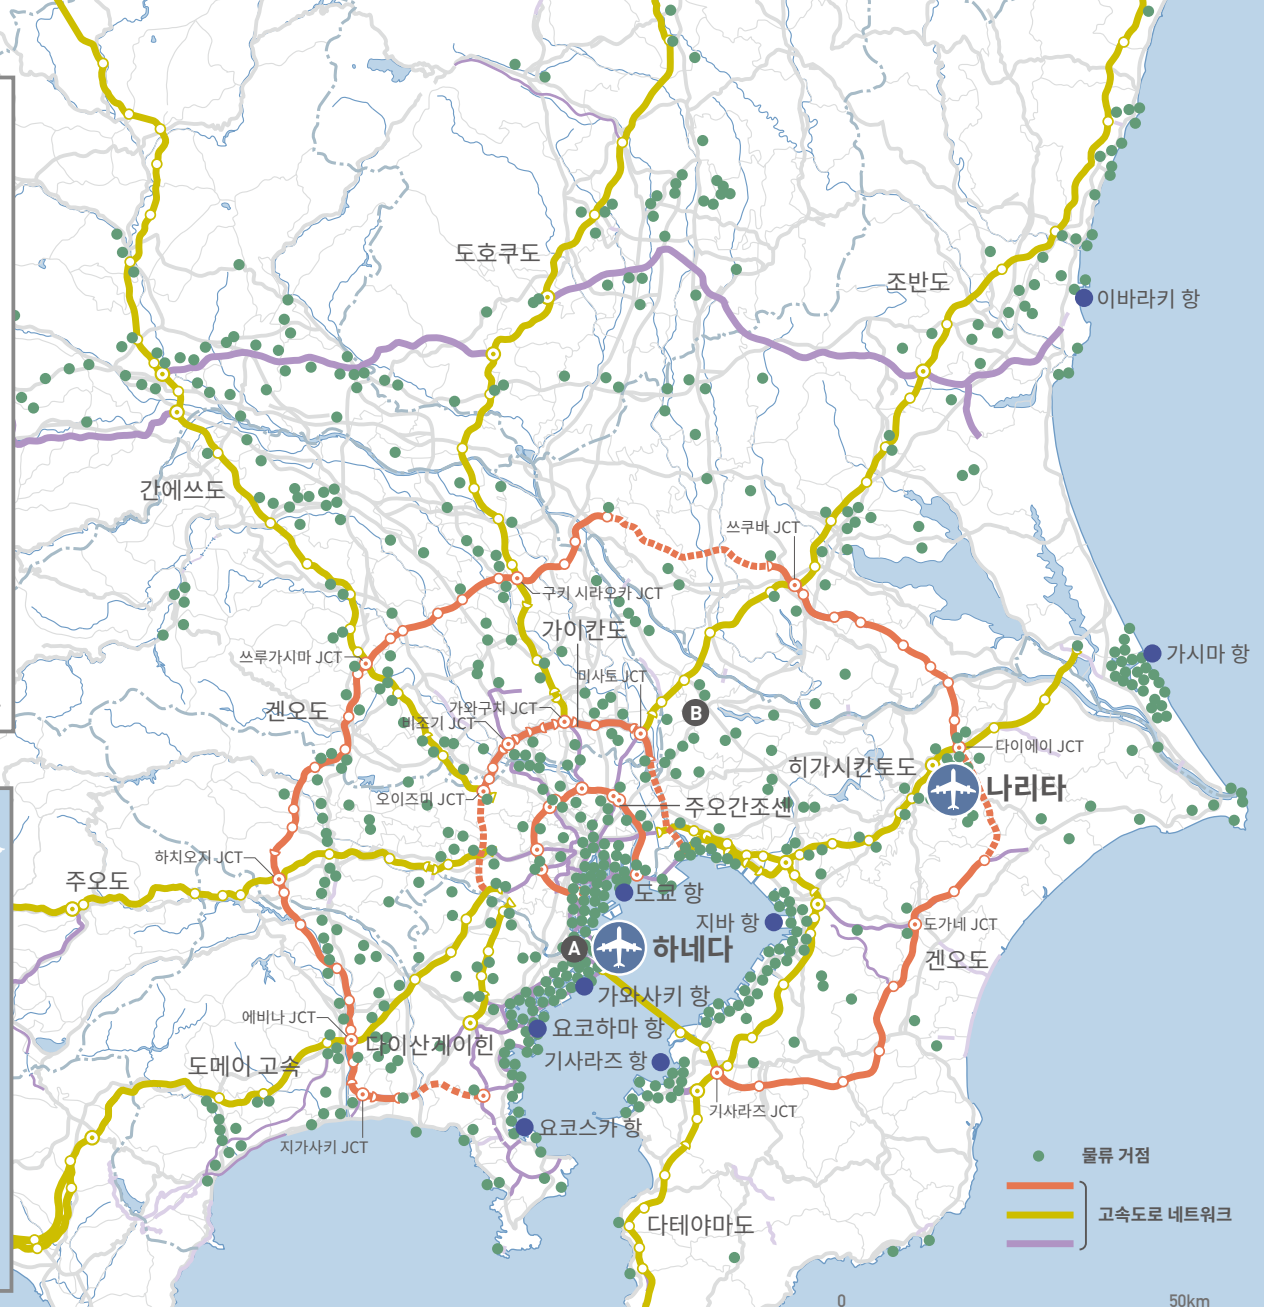 도호쿠도
조반도
이바라키 항
간에쓰도
쓰쿠바 JCT
구키 시라오카 JCT
가이칸도
쓰루가시마 JCT
미사토 JCT
가시마 항
겐오도
가와구치 JCT
비조기 JCT
B
다이에이 JCT
히가시칸토도
나리타
오이즈미 JCT
주오간조센
하치오지 JCT
주오도
도쿄 항
지바 항
도가네 JCT
A
하네다
겐오도
가와사키 항
에비나 JCT
요코하마 항
다이산게이힌
기사라즈 항
도메이 고속
기사라즈 JCT
요코스카 항
지가사키 JCT
물류 거점
고속도로 네트워크
다테야마도
0
50km